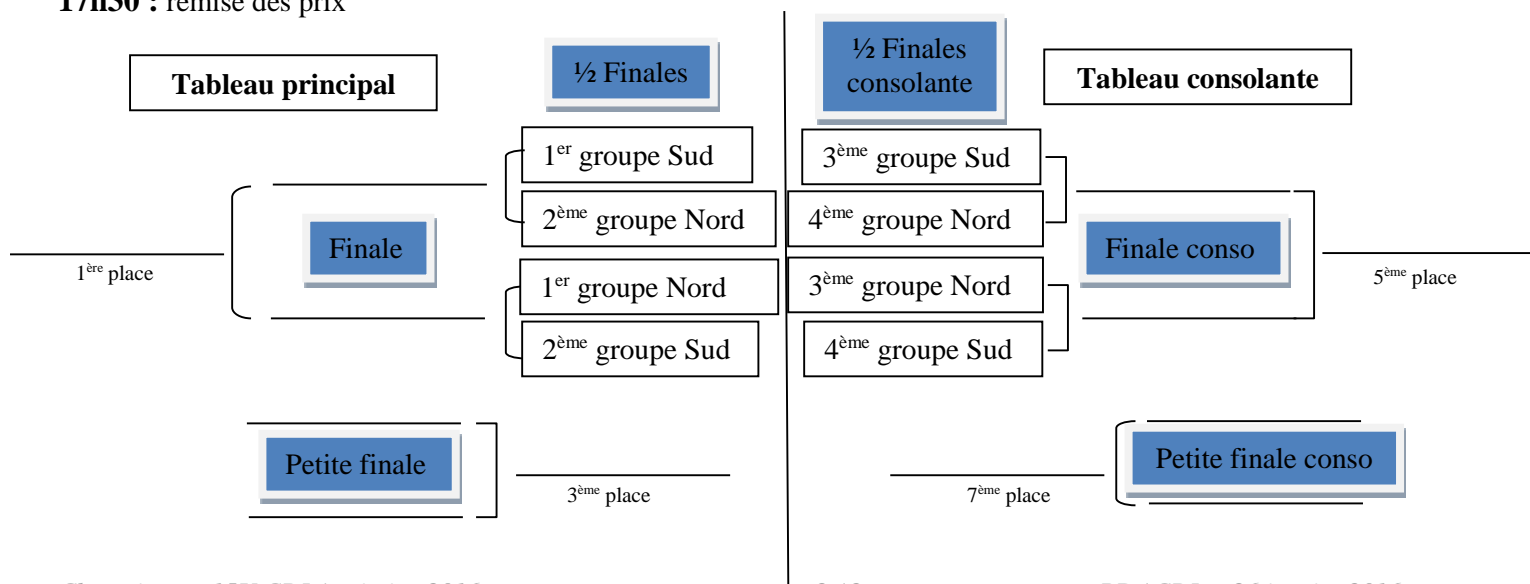 17h30 : remise des prix
Tableau principal
½ Finales
1er groupe Sud
2ème groupe Nord
Finale
1ère place
1er groupe Nord
2ème groupe Sud
Petite finale
3ème place
½ Finales
consolante
Tableau consolante
3ème groupe Sud
4ème groupe Nord
Finale conso
5ème place
3ème groupe Nord
4ème groupe Sud
Petite finale conso
7ème place